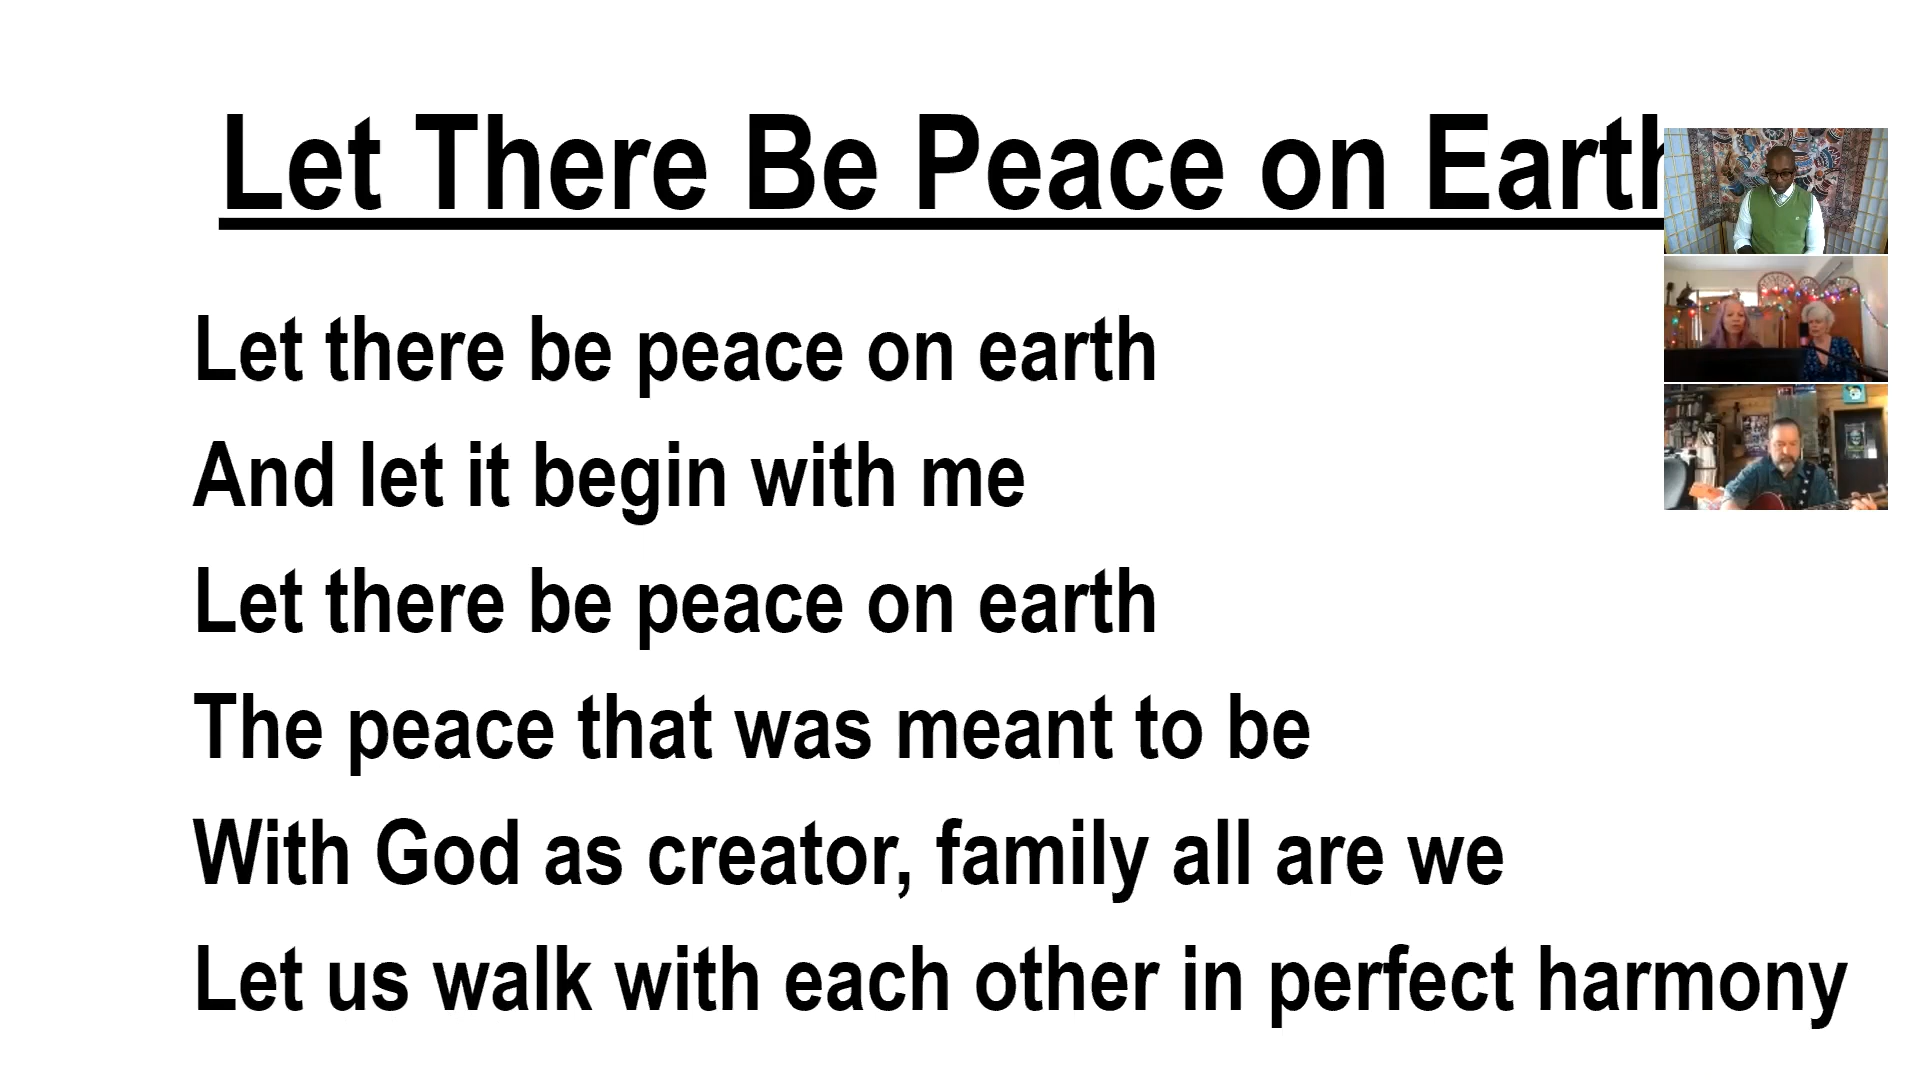 Let There Be Peace on Earth
Let there be peace on earth
And let it begin with me
Let there be peace on earth
The peace that was meant to be
With God as creator, family all are we
Let us walk with each other in perfect harmony